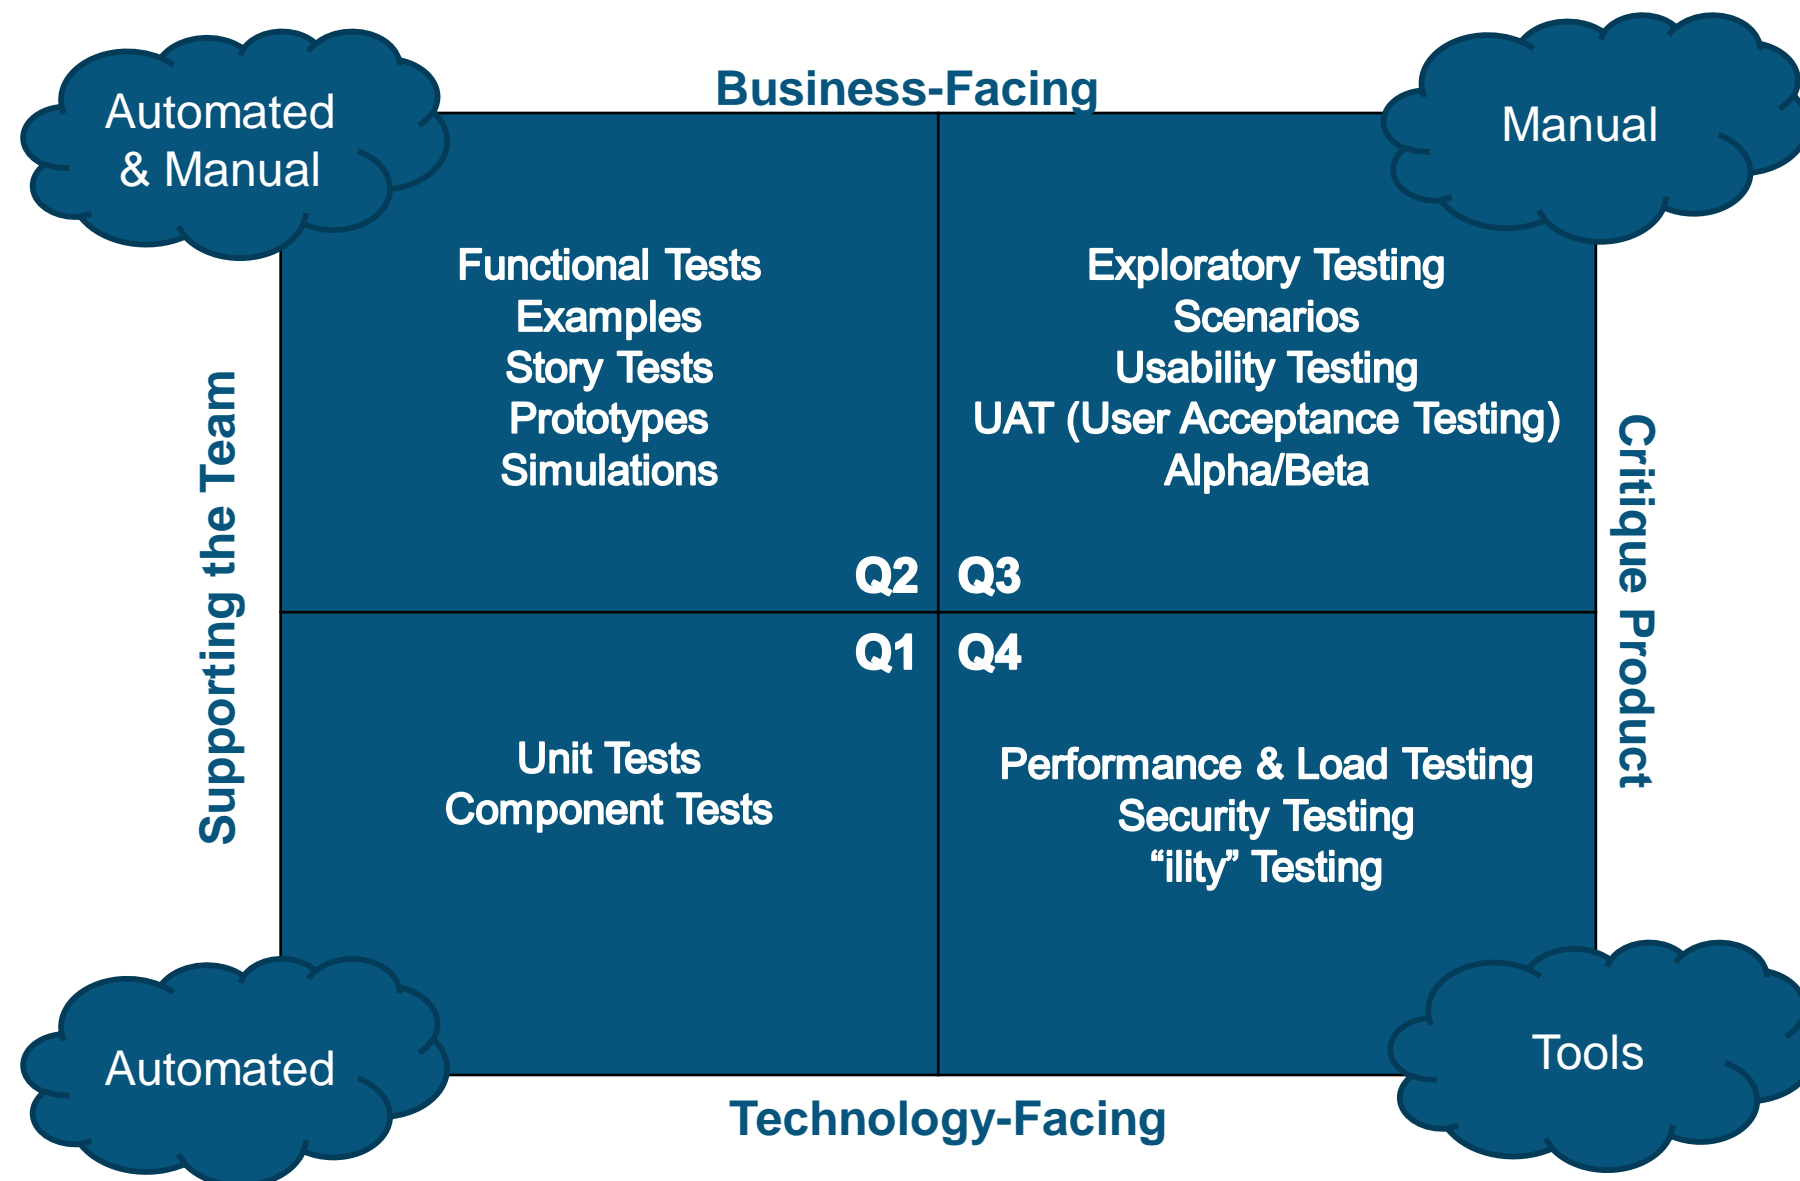 Business-Facing
Automated
& Manual
Manual
Functional Tests
Examples
Story Tests
Prototypes
Simulations
Q2
Exploratory Testing
Scenarios
Usability Testing
UAT (User Acceptance Testing)
Alpha/Beta
Q3
Supporting the Team
Critique Product
Q1
Unit Tests
Component Tests
Q4
Performance & Load Testing
Security Testing
“ility” Testing
Automated
Tools
Technology-Facing